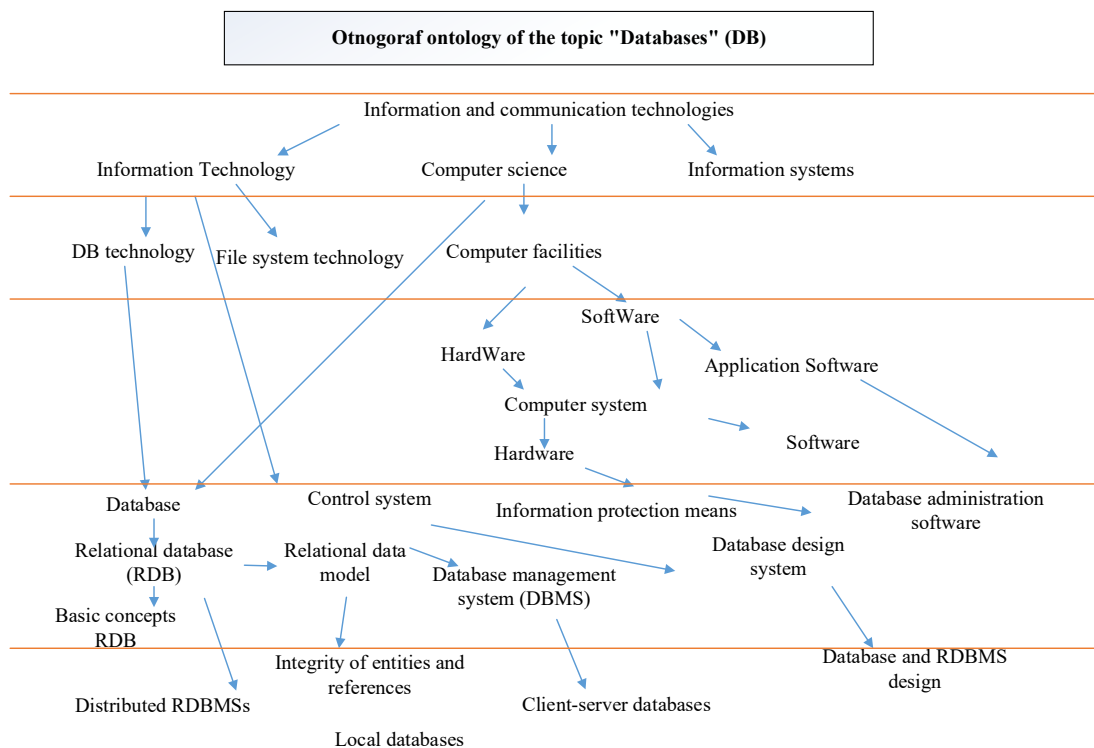 Otnogoraf ontology of the topic "Databases" (DB)
Information and communication technologies
Information Technology
Computer science
Information systems
DB technology
File system technology
Computer facilities
SoftWare
HardWare
Application Software
Computer system
Software
Hardware
Database
Control system
Information protection means
Database administration
software
Relational database
(RDB)
Relational data
model
Database management
system (DBMS)
Database design
system
Basic concepts
RDB
Integrity of entities and
references
Database and RDBMS
design
Distributed RDBMSs
Client-server databases
Local databases